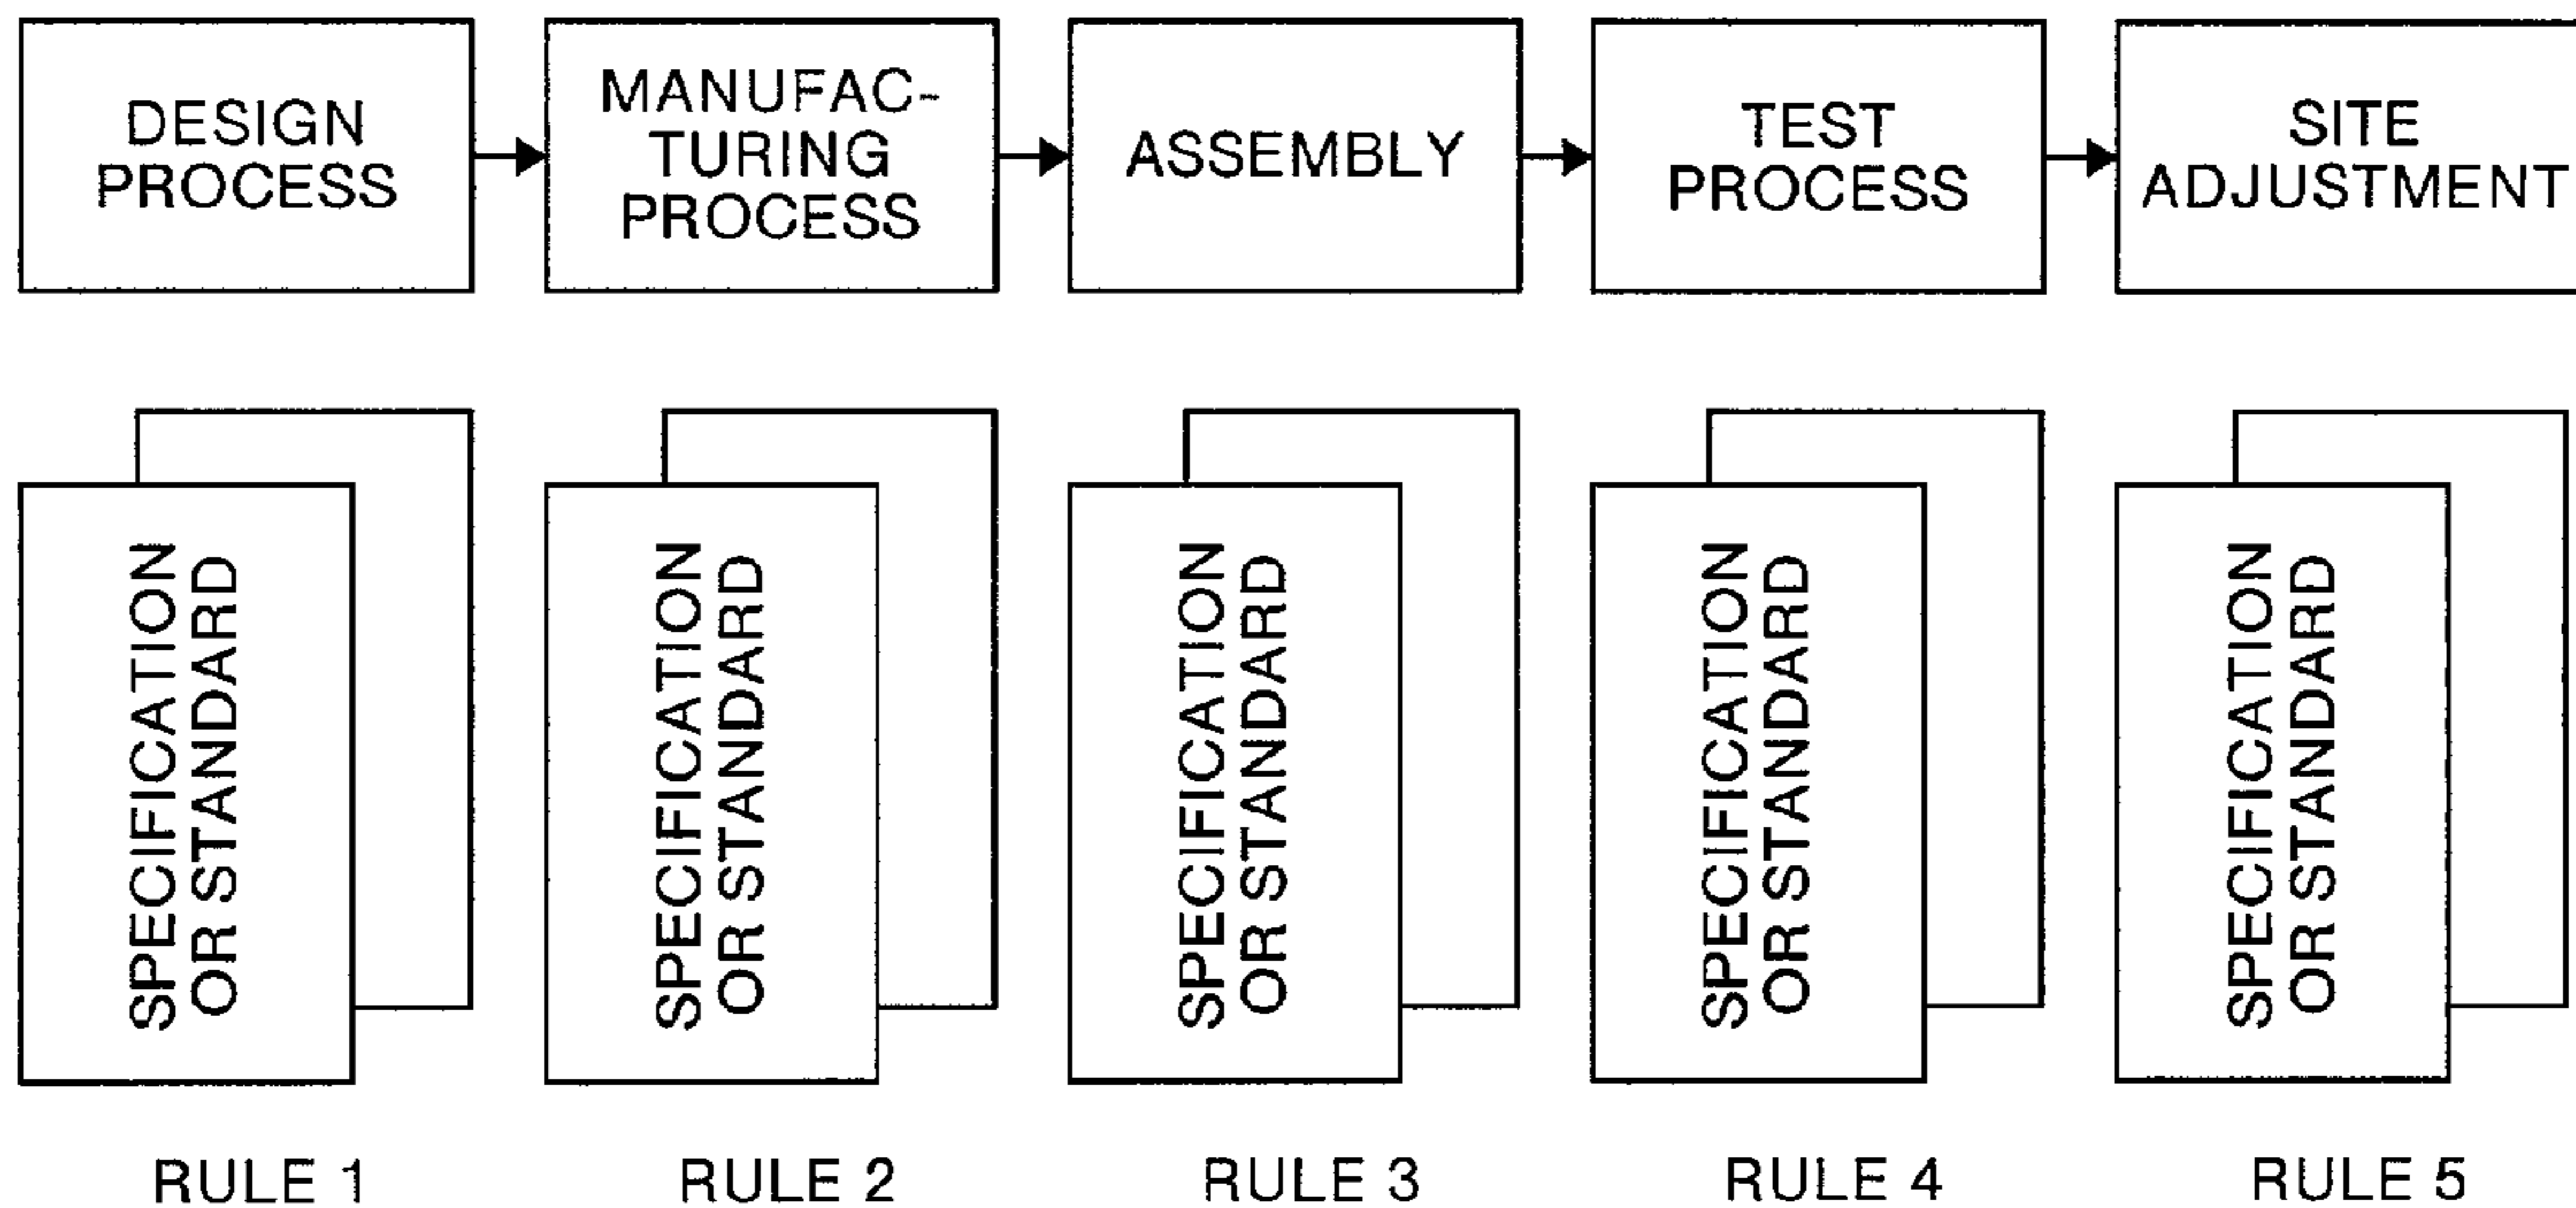 DESIGN
PROCESS
MANUFAC-
TURING
PROCESS
ASSEMBLY
TEST
PROCESS
SITE
ADJUSTMENT
SPECIFICATION
OR STANDARD
SPECIFICATION
OR STANDARD
SPECIFICATION
OR STANDARD
SPECIFICATION
OR STANDARD
SPECIFICATION
OR STANDARD
RULE 1
RULE 2
RULE 3
RULE 4
RULE 5